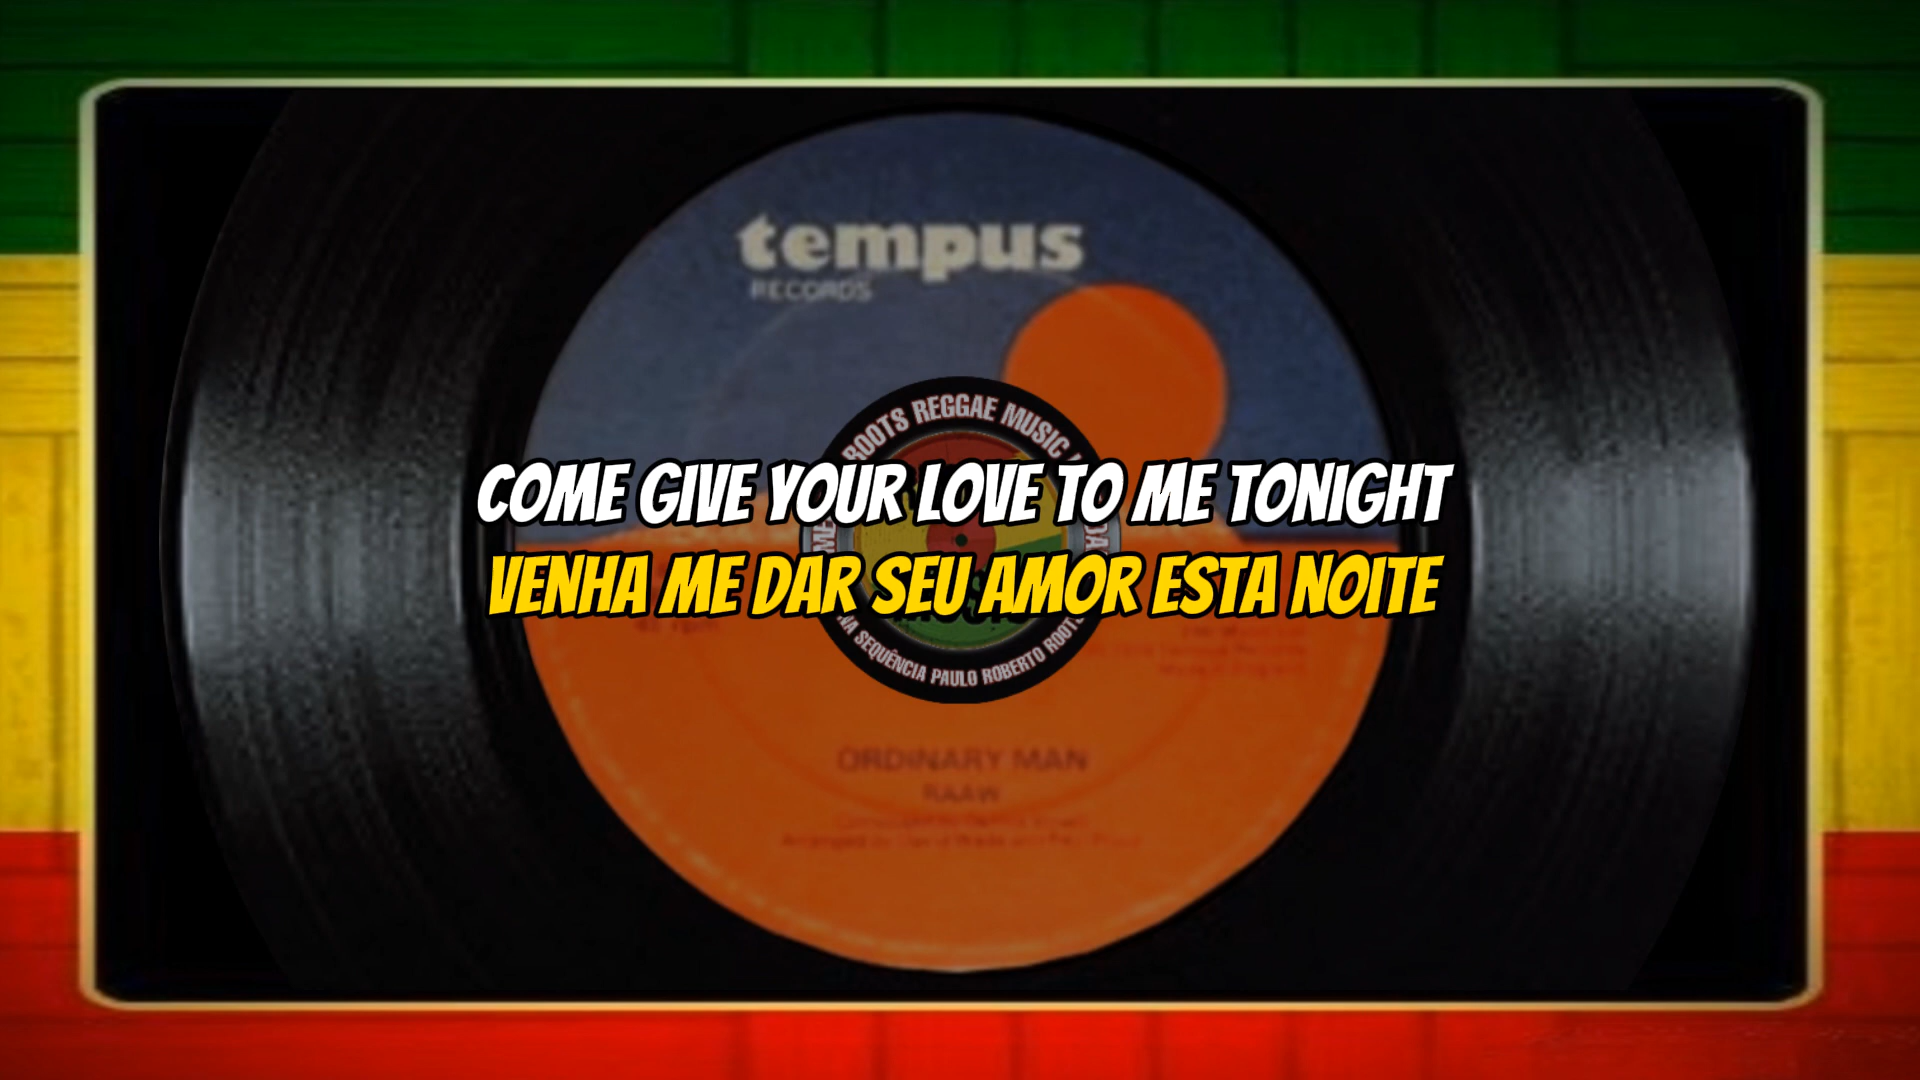 tempus
RECORDS
ROOTS REGGAE MUSIC
COME GIVE YOUR LOVE TO ME TONIGHT
VENHA ME DAR SEU AMOR ESTA NOITE
SEQUÊNCIA PAULO ROBERTO ROOTS
ORDINARY MAN
RAAW